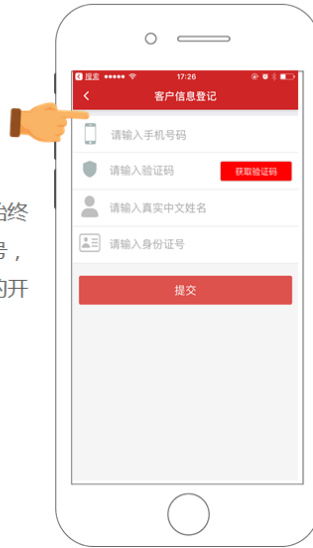 搜索 17:26
客户信息登记
请输入手机号码
请输入验证码 获取验证码
请输入真实中文姓名
请输入身份证号
提交
始终
号，
的开